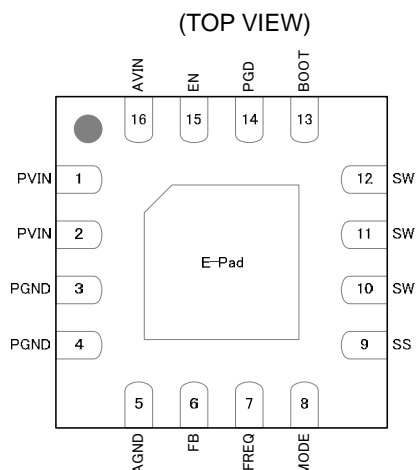 (TOP VIEW)
AVIN EN PGD BOOT
16 15 14 13
PVIN 1 12 SW
PVIN 2 11 SW
E-Pad
PGND 3 10 SW
PGND 4 9 SS
5 6 7 8
AGND FB FREQ MODE